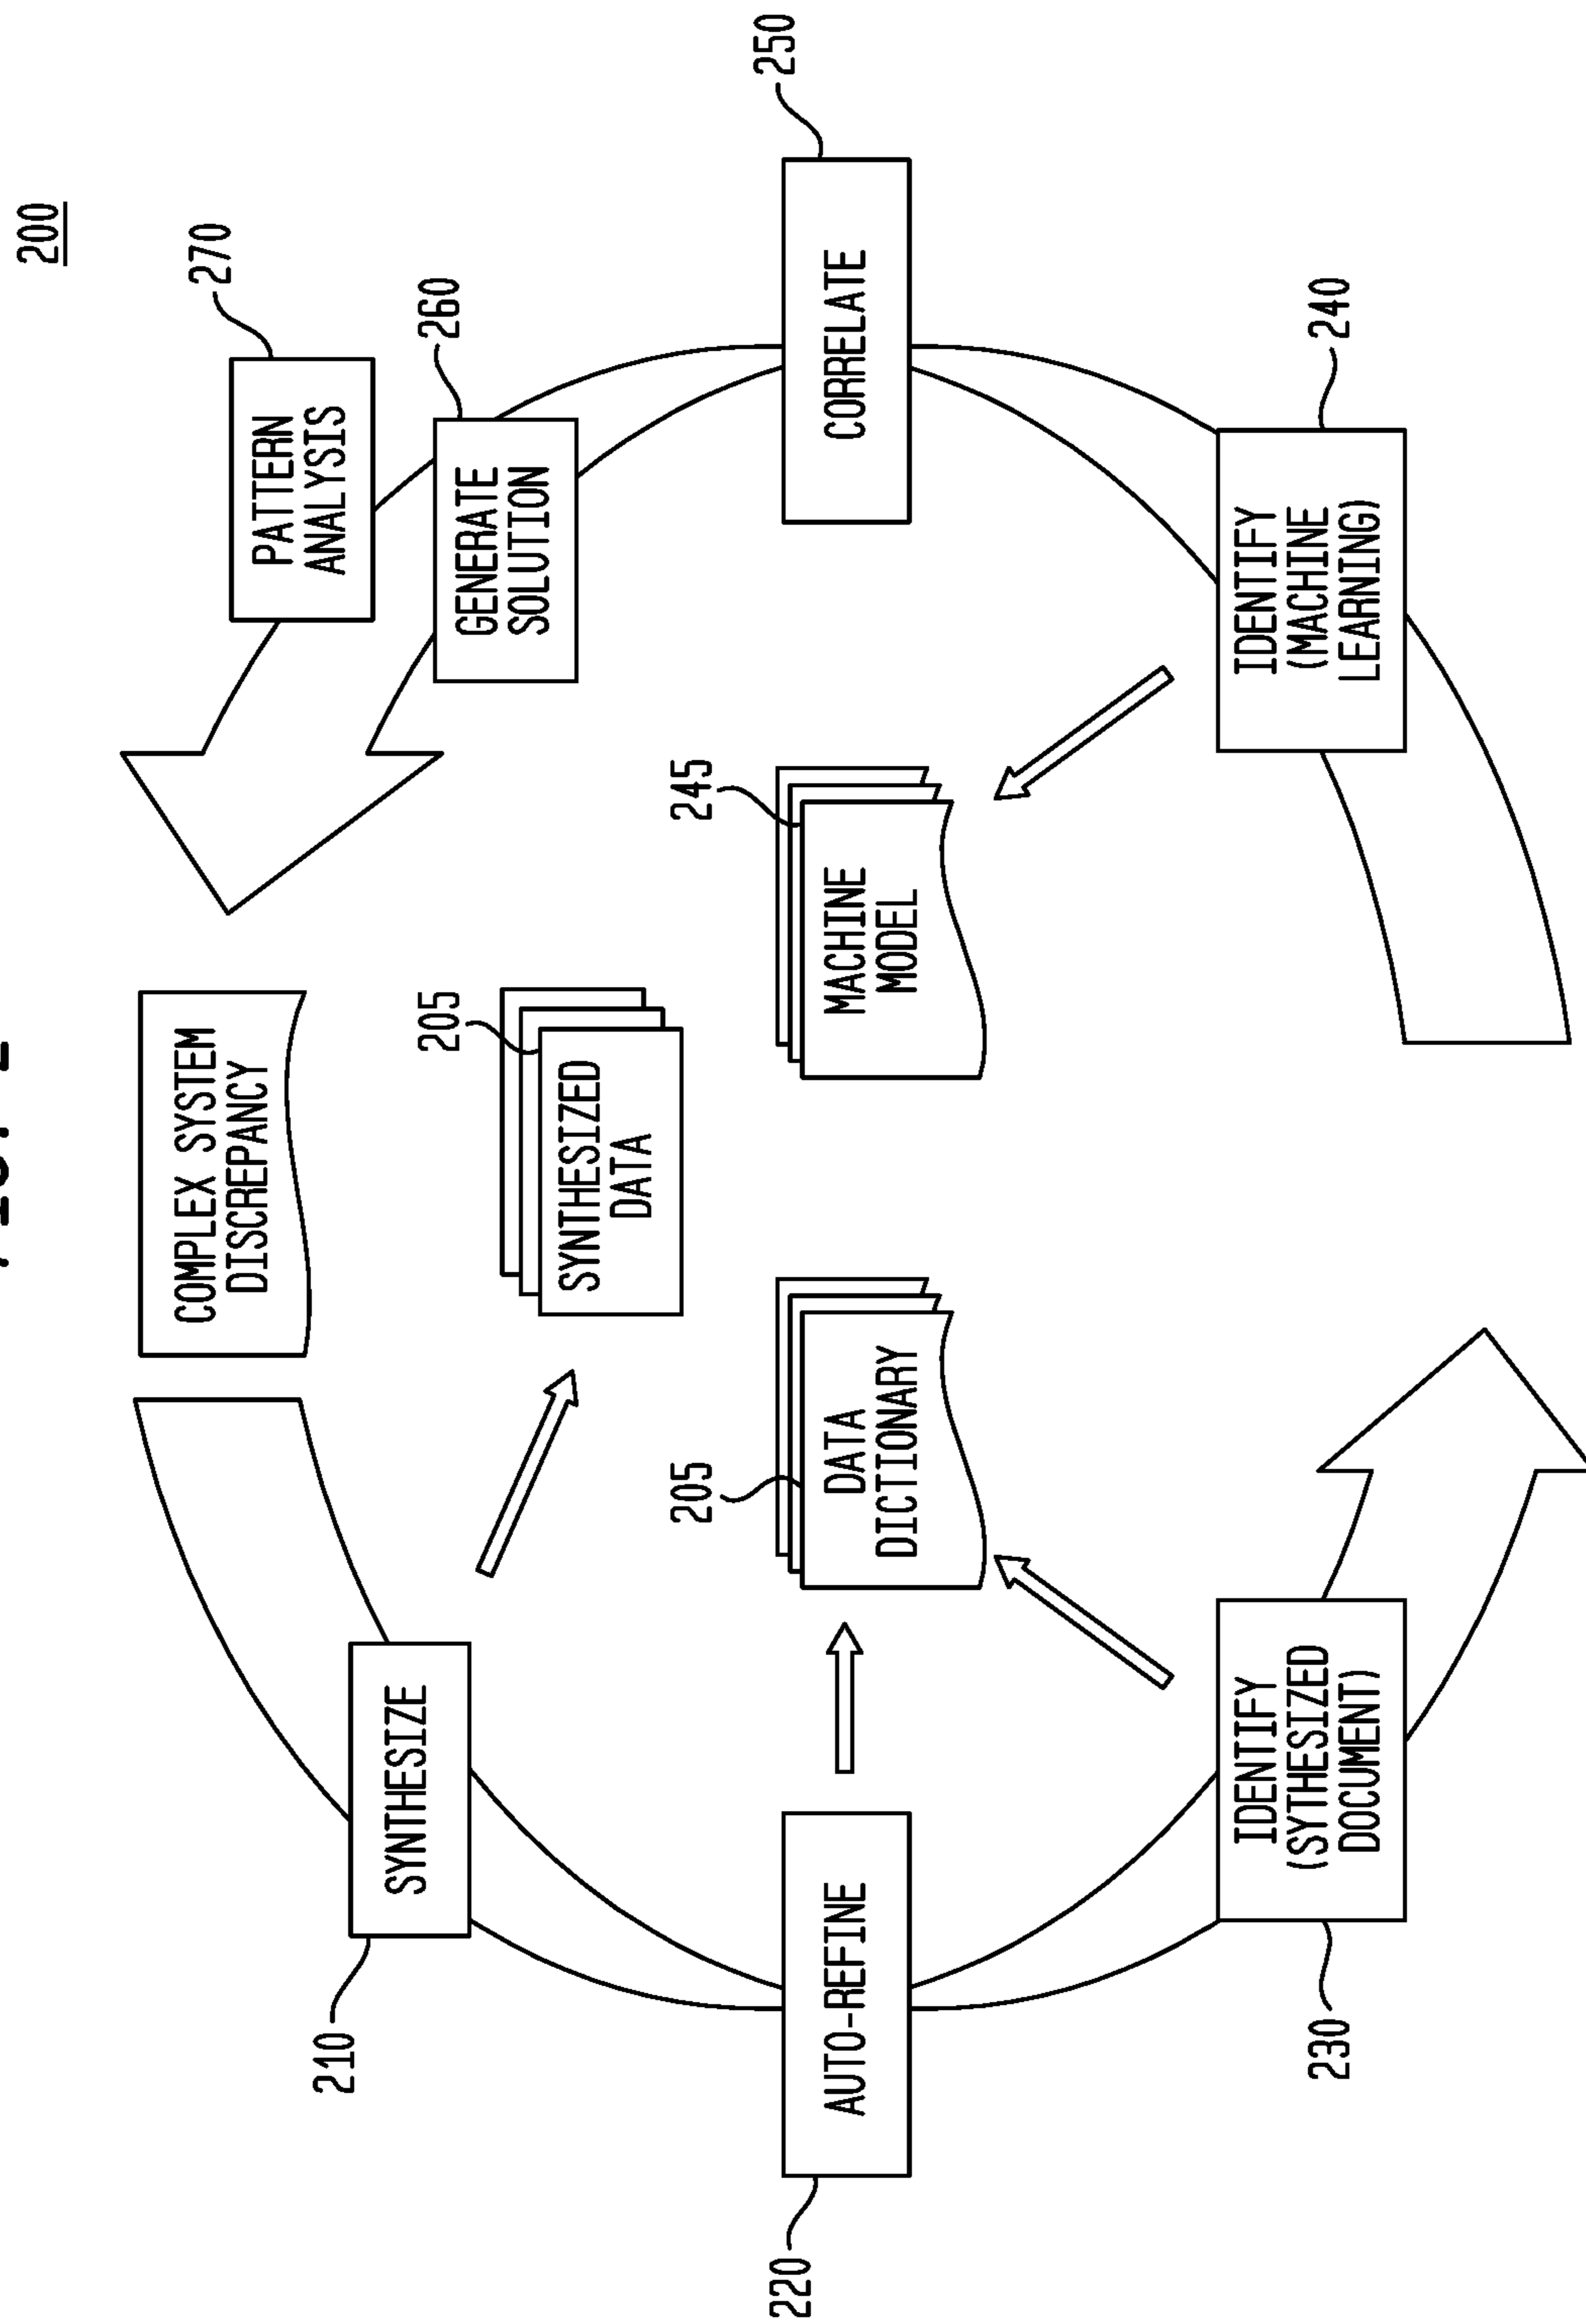 200
COMPLEX SYSTEM
DISCREPANCY
270
PATTERN
ANALYSIS
260
GENERATE
SOLUTION
210
SYNTHESIZE
205
SYNTHESIZED
DATA
220
AUTO-REFINE
205
DATA
DICTIONARY
245
MACHINE
MODEL
250
CORRELATE
230
IDENTIFY
(SYTHESIZED
DOCUMENT)
240
IDENTIFY
(MACHINE
LEARNING)